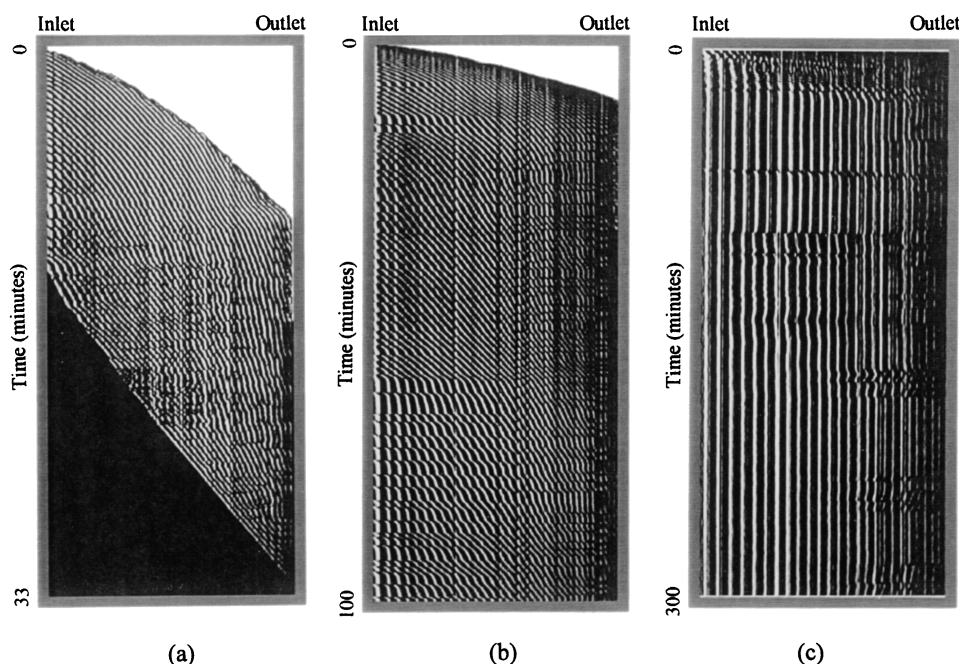 Inlet Outlet
0
Time (minutes)
33
(a)
Inlet Outlet
0
Time (minutes)
100
(b)
Inlet Outlet
0
Time (minutes)
300
(c)